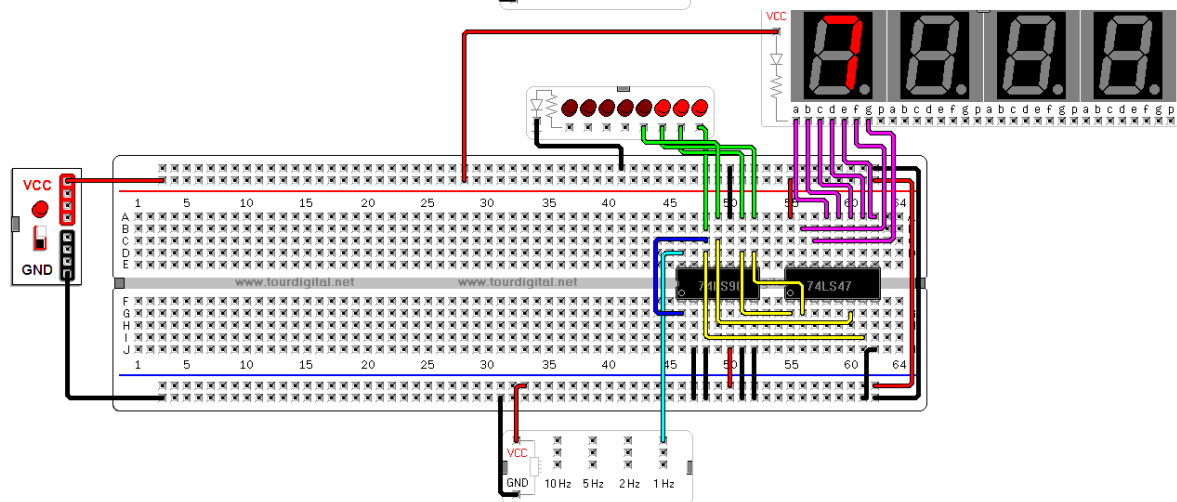 VCC
a b c d e f g p a b c d e f g p a b c d e f g p a b c d e f g p
VCC
GND
1 5 10 15 20 25 30 35 40 45 50 55 60 64
A
B
C
D
E
www.tourdigital.net www.tourdigital.net 74LS90 74LS47
F
G
H
I
J
1 5 10 15 20 25 30 35 40 45 50 55 60 64
VCC
GND 10 Hz 5 Hz 2 Hz 1 Hz